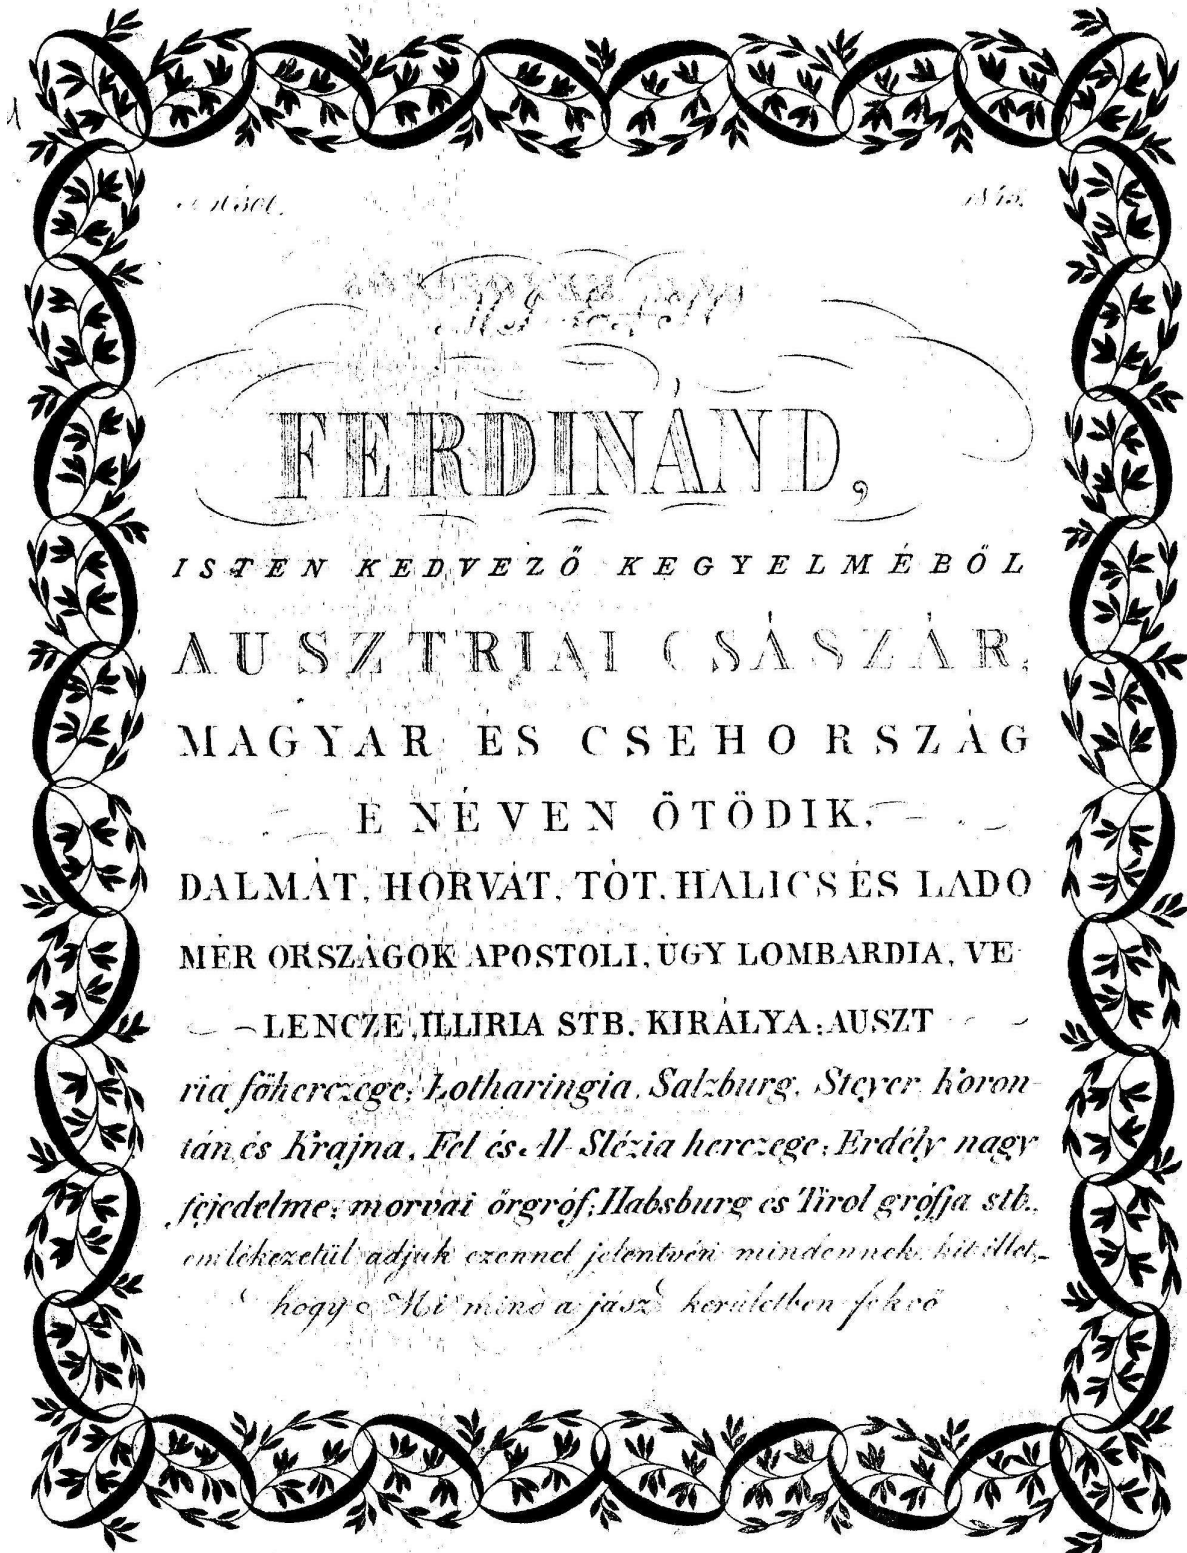 MI ELSŐ
FERDINÁND,
ISTEN KEDVEZŐ KEGYELMÉBŐL
AUSZTRIAI CSÁSZÁR,
MAGYAR ÉS CSEHORSZÁG
E NÉVEN ÖTÖDIK,
DALMÁT, HORVÁT, TÓT, HALICS ÉS LADO
MÉR ORSZÁGOK APOSTOLI, ÚGY LOMBARDIA, VE-
LENCZE, ILLIRIA STB. KIRÁLYA; AUSZT
ria főherczege; Lotharingia, Salzburg, Steyer Koron-
tán és Krajna, Fel és Al-Slézia herczege; Erdély nagy
fejedelme; morvai őrgróf; Habsburg és Tirol grófja stb.
emlékezetül adjuk ezennel jelentvén mindennek, kit illet,
hogy Mi mind a jász kerületben fekvő